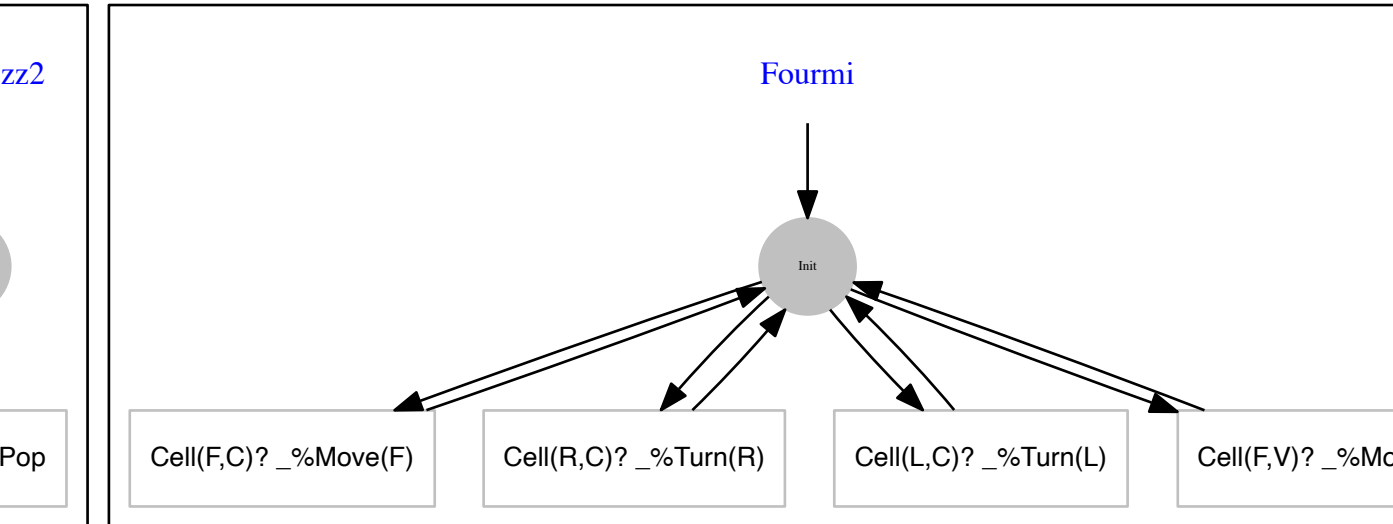 zz2
Fourmi
Init
Pop
Cell(F,C)? _%Move(F)
Cell(R,C)? _%Turn(R)
Cell(L,C)? _%Turn(L)
Cell(F,V)? _%Mo